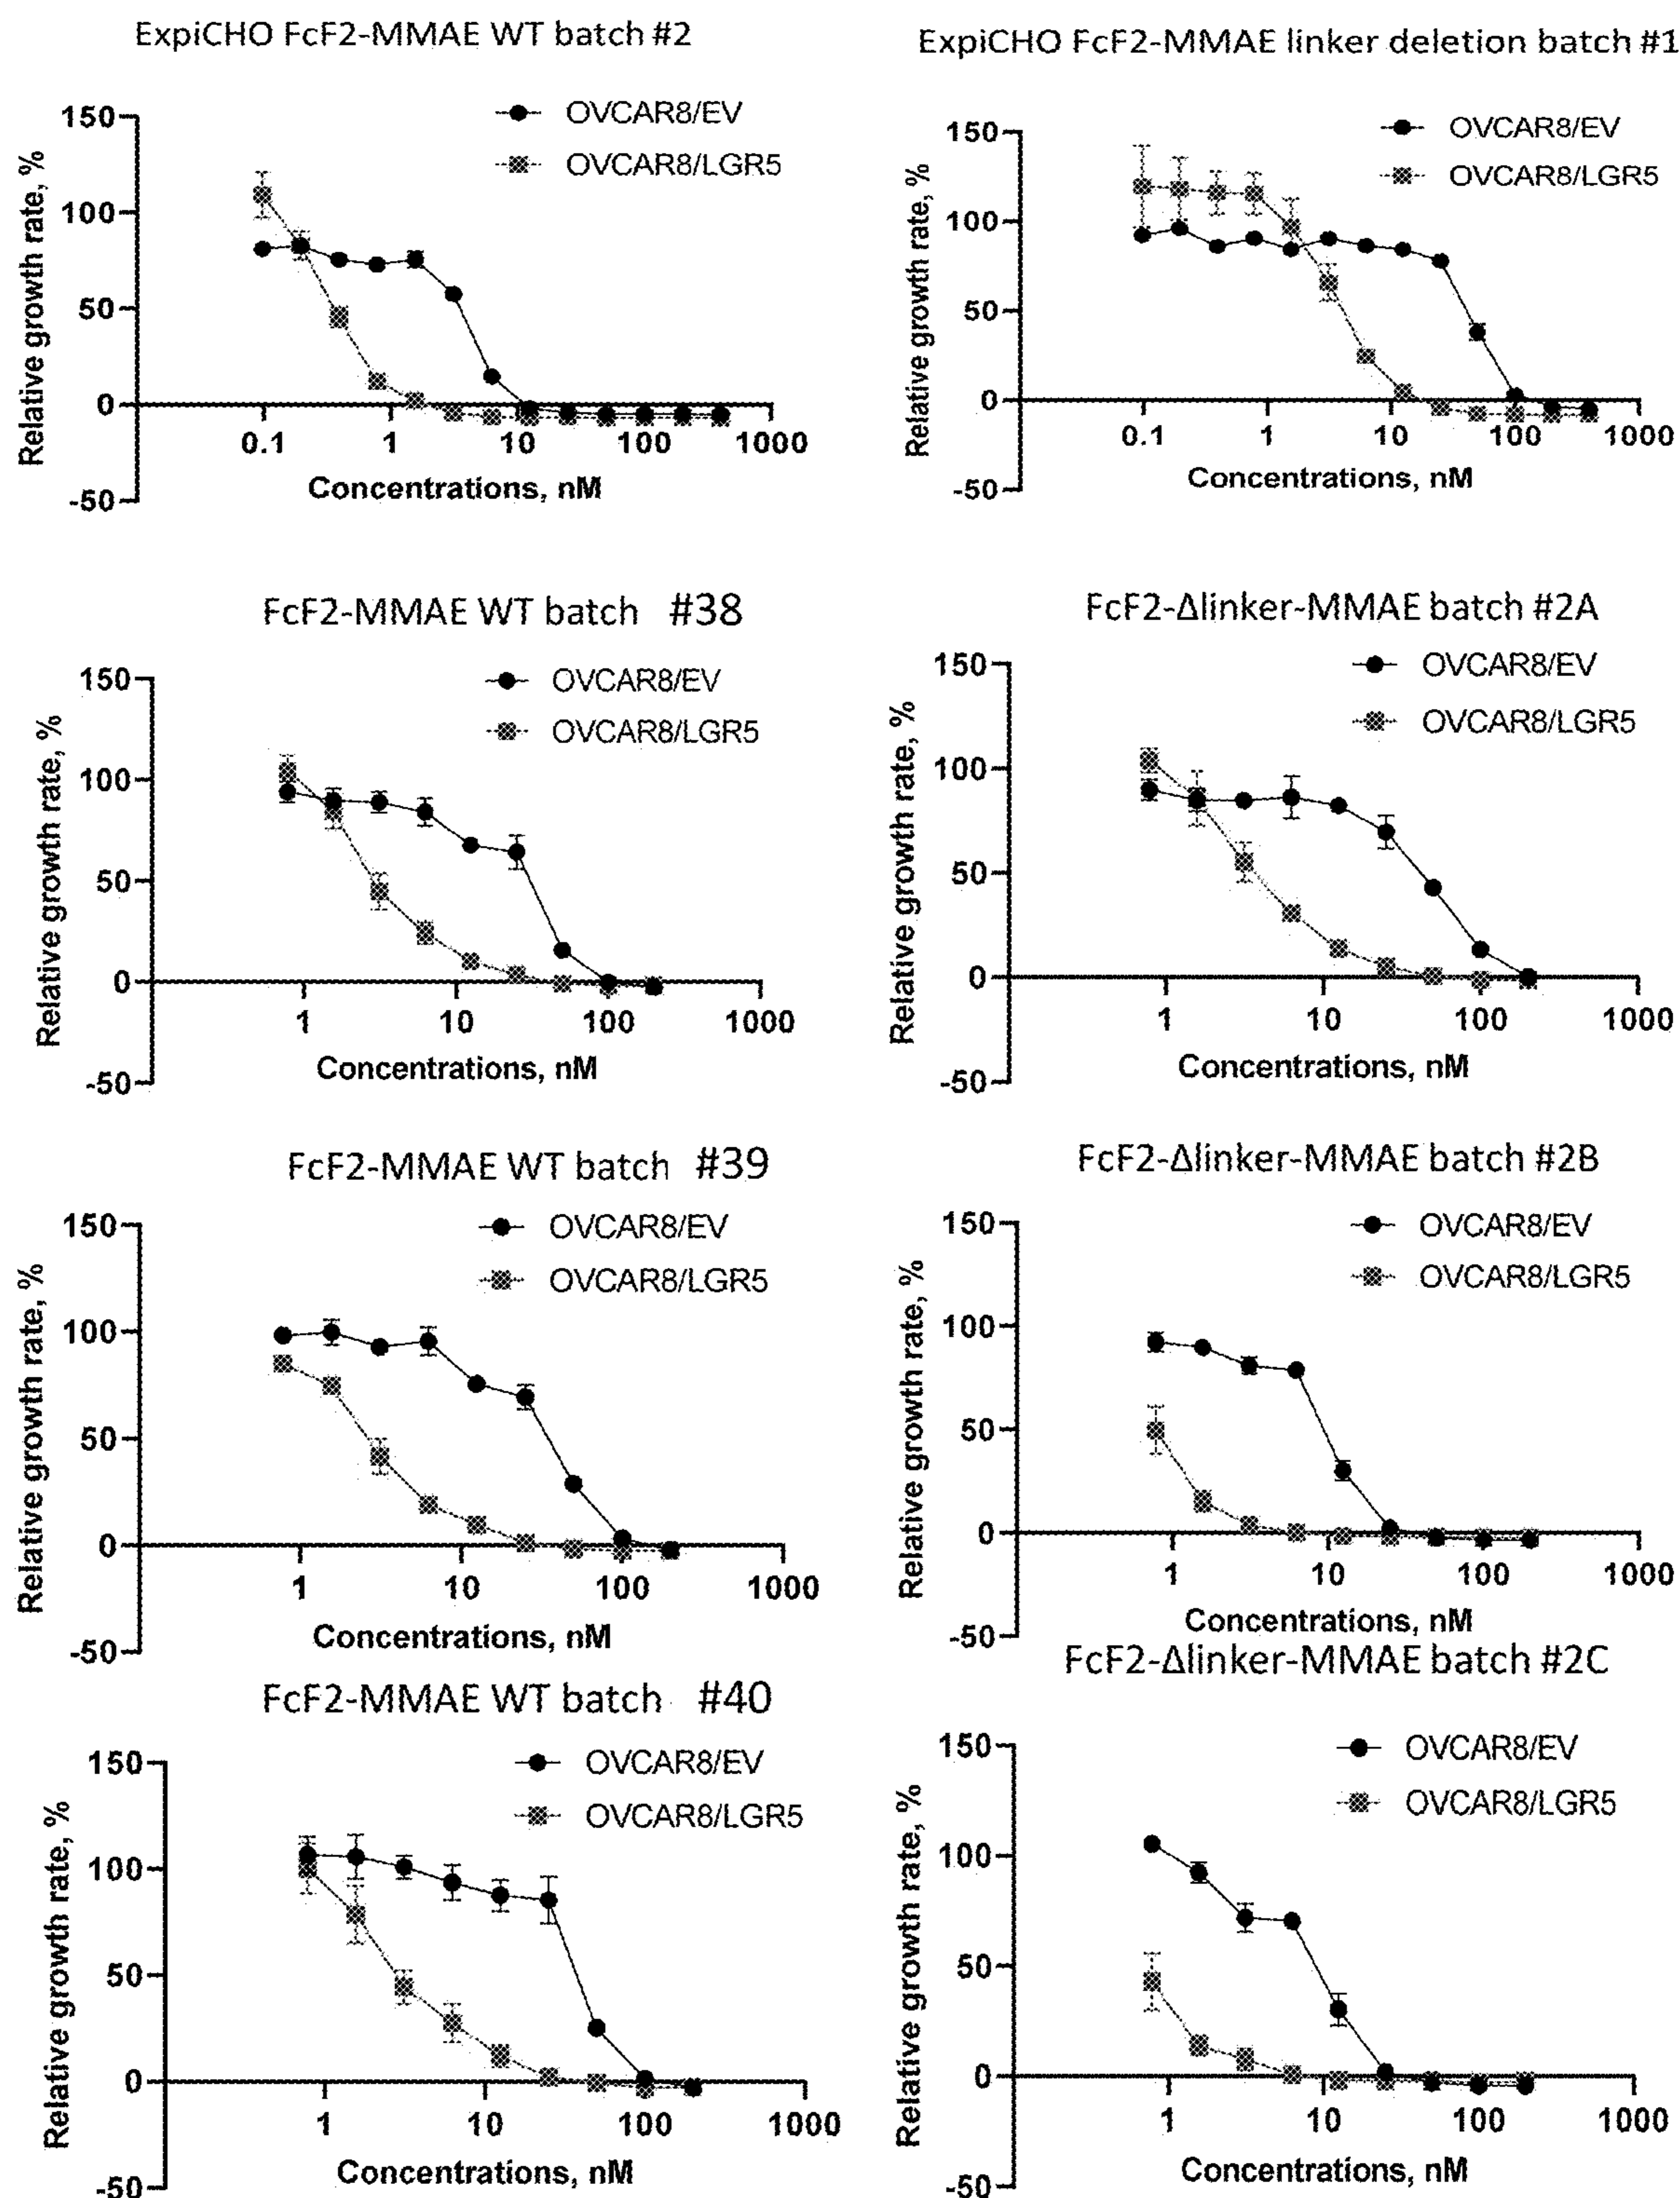 ExpiCHO FcF2-MMAE WT batch #2
OVCAR8/EV
OVCAR8/LGR5
150
100
50
0
-50
Relative growth rate, %
0.1 1 10 100 1000
Concentrations, nM
ExpiCHO FcF2-MMAE linker deletion batch #1
OVCAR8/EV
OVCAR8/LGR5
150
100
50
0
-50
Relative growth rate, %
0.1 1 10 100 1000
Concentrations, nM
FcF2-MMAE WT batch #38
OVCAR8/EV
OVCAR8/LGR5
150
100
50
0
-50
Relative growth rate, %
1 10 100 1000
Concentrations, nM
FcF2-Δlinker-MMAE batch #2A
OVCAR8/EV
OVCAR8/LGR5
150
100
50
0
-50
Relative growth rate, %
1 10 100 1000
Concentrations, nM
FcF2-MMAE WT batch #39
OVCAR8/EV
OVCAR8/LGR5
150
100
50
0
-50
Relative growth rate, %
1 10 100 1000
Concentrations, nM
FcF2-Δlinker-MMAE batch #2B
OVCAR8/EV
OVCAR8/LGR5
150
100
50
0
-50
Relative growth rate, %
1 10 100 1000
Concentrations, nM
FcF2-MMAE WT batch #40
OVCAR8/EV
OVCAR8/LGR5
150
100
50
0
-50
Relative growth rate, %
1 10 100 1000
Concentrations, nM
FcF2-Δlinker-MMAE batch #2C
OVCAR8/EV
OVCAR8/LGR5
150
100
50
0
-50
Relative growth rate, %
1 10 100 1000
Concentrations, nM